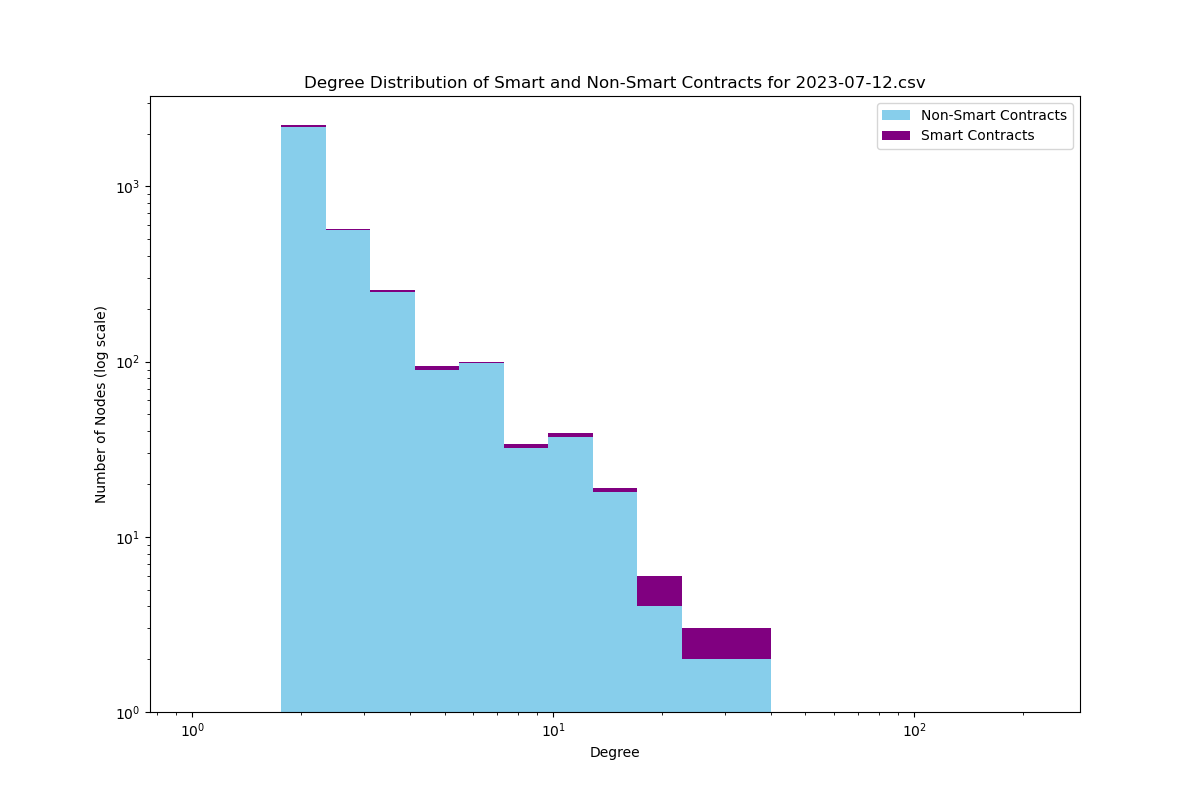 Degree Distribution of Smart and Non-Smart Contracts for 2023-07-12.csv
Non-Smart Contracts
Smart Contracts
Number of Nodes (log scale)
10³
10²
10¹
10⁰
10⁰ 10¹ 10²
Degree